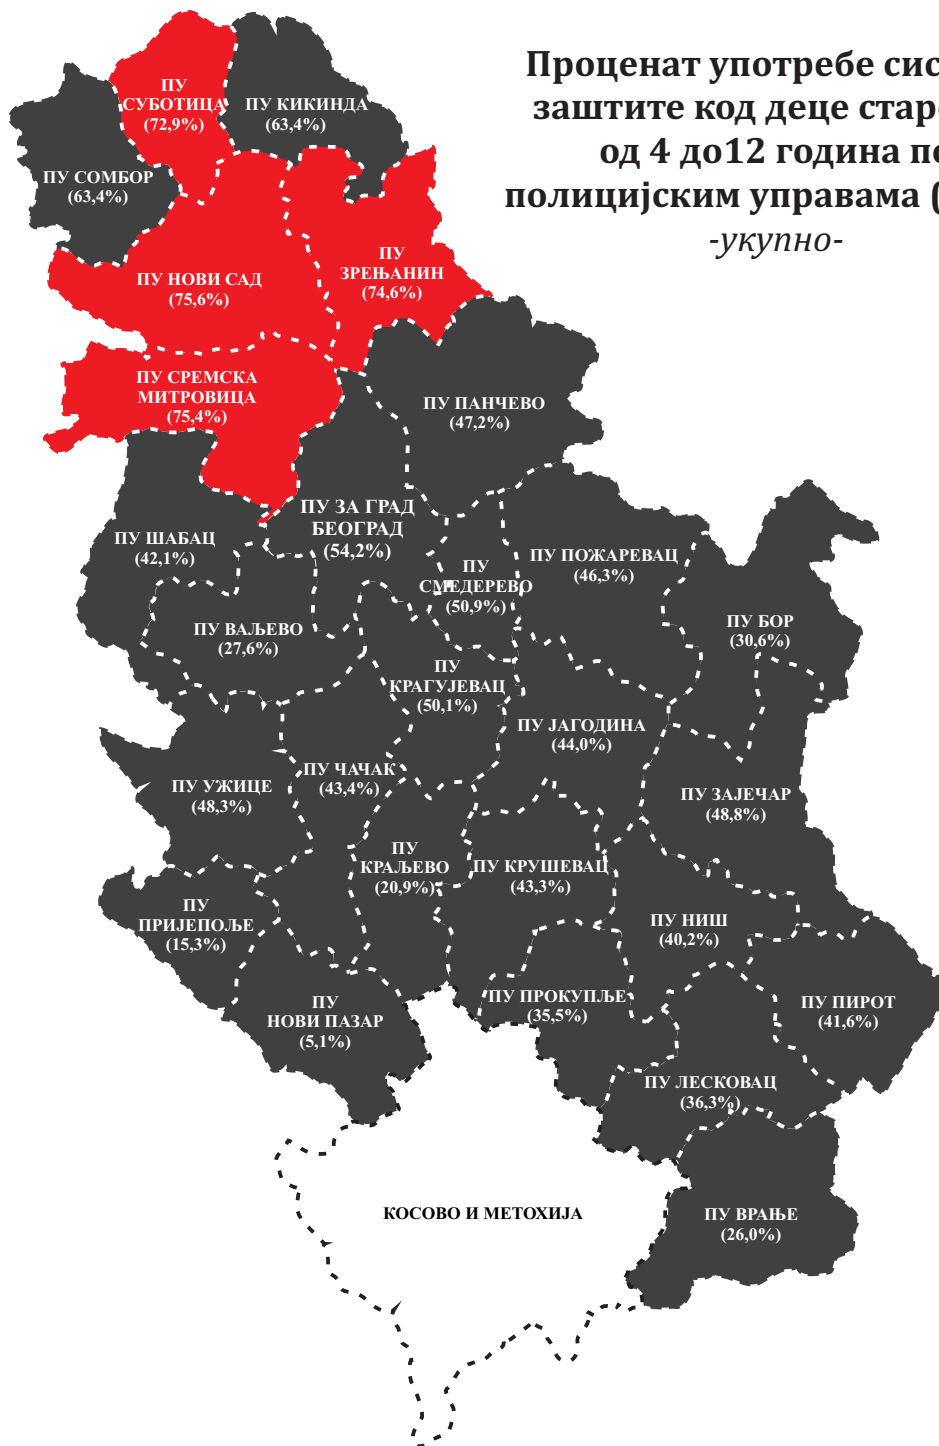 Проценат употребе сис
заштите код деце старо
од 4 до12 година по
полицијским управама (
-укупно-
ПУ
СУБОТИЦА
(72,9%)
ПУ КИКИНДА
(63,4%)
ПУ СОМБОР
(63,4%)
ПУ НОВИ САД
(75,6%)
ПУ
ЗРЕЊАНИН
(74,6%)
ПУ СРЕМСКА
МИТРОВИЦА
(75,4%)
ПУ ПАНЧЕВО
(47,2%)
ПУ ЗА ГРАД
БЕОГРАД
(54,2%)
ПУ ШАБАЦ
(42,1%)
ПУ
СМЕДЕРЕВО
(50,9%)
ПУ ПОЖАРЕВАЦ
(46,3%)
ПУ БОР
(30,6%)
ПУ ВАЉЕВО
(27,6%)
ПУ
КРАГУЈЕВАЦ
(50,1%)
ПУ ЈАГОДИНА
(44,0%)
ПУ УЖИЦЕ
(48,3%)
ПУ ЧАЧАК
(43,4%)
ПУ ЗАЈЕЧАР
(48,8%)
ПУ
КРАЉЕВО
(20,9%)
ПУ КРУШЕВАЦ
(43,3%)
ПУ
ПРИЈЕПОЉЕ
(15,3%)
ПУ НИШ
(40,2%)
ПУ
НОВИ ПАЗАР
(5,1%)
ПУ ПРОКУПЉЕ
(35,5%)
ПУ ПИРОТ
(41,6%)
ПУ ЛЕСКОВАЦ
(36,3%)
КОСОВО И МЕТОХИЈА
ПУ ВРАЊЕ
(26,0%)